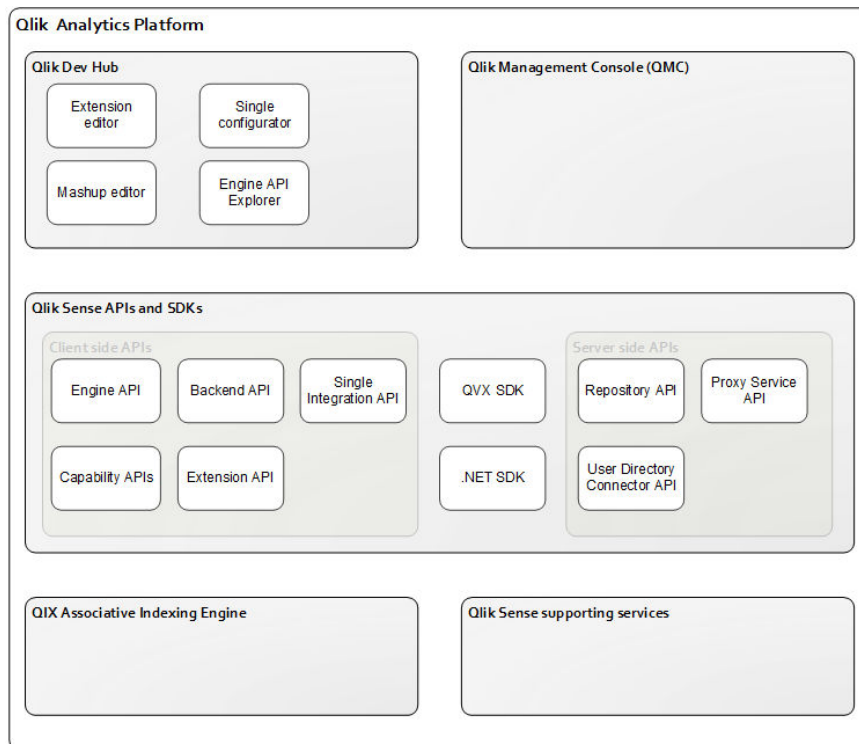 Qlik Analytics Platform
Qlik Dev Hub
Extension
editor
Single
configurator
Mashup editor
Engine API
Explorer
Qlik Management Console (QMC)
Qlik Sense APIs and SDKs
Client side APIs
Engine API
Backend API
Single
Integration API
Capability APIs
Extension API
QVX SDK
.NET SDK
Server side APIs
Repository API
Proxy Service
API
User Directory
Connector API
QIX Associative Indexing Engine
Qlik Sense supporting services